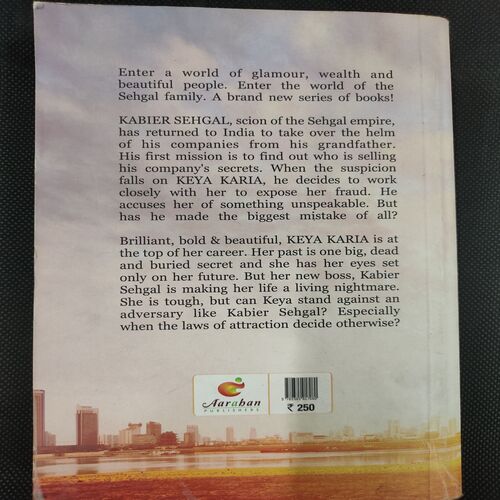 Enter a world of glamour, wealth and
beautiful people. Enter the world of the
Sehgal family. A brand new series of books!
KABIER SEHGAL, scion of the Sehgal empire,
has returned to India to take over the helm
of his companies from his grandfather.
His first mission is to find out who is selling
his company's secrets. When the suspicion
falls on KEYA KARIA, he decides to work
closely with her to expose her fraud. He
accuses her of something unspeakable. But
has he made the biggest mistake of all?
Brilliant, bold & beautiful, KEYA KARIA is at
the top of her career. Her past is one big, dead
and buried secret and she has her eyes set
only on her future. But her new boss, Kabier
Sehgal is making her life a living nightmare.
She is tough, but can Keya stand against an
adversary like Kabier Sehgal? Especially
when the laws of attraction decide otherwise?
Aarahan
PUBLISHERS
₹ 250